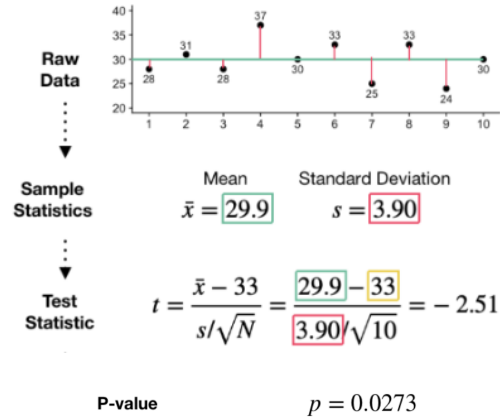 Raw Data
40
35
30
25
20
28
31
28
37
30
33
25
33
24
30
1 2 3 4 5 6 7 8 9 10
Sample Statistics
Mean
x̄ = 29.9
Standard Deviation
s = 3.90
Test Statistic
t = (x̄ − 33) / (s/√N) = (29.9 − 33) / (3.90/√10) = − 2.51
P-value p = 0.0273